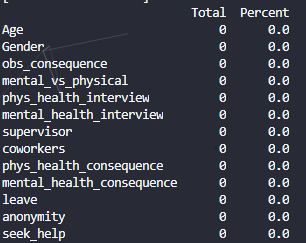 Total Percent
Age 0 0.0
Gender 0 0.0
obs_consequence 0 0.0
mental_vs_physical 0 0.0
phys_health_interview 0 0.0
mental_health_interview 0 0.0
supervisor 0 0.0
coworkers 0 0.0
phys_health_consequence 0 0.0
mental_health_consequence 0 0.0
leave 0 0.0
anonymity 0 0.0
seek_help 0 0.0